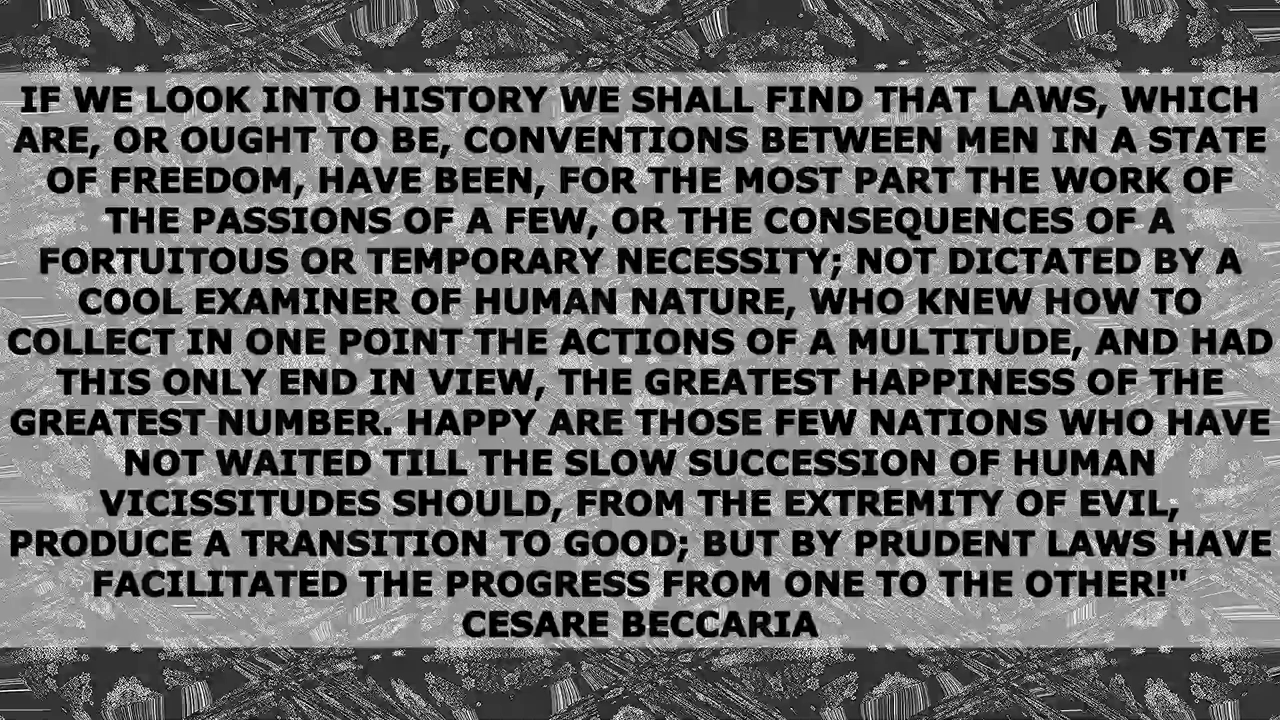 IF WE LOOK INTO HISTORY WE SHALL FIND THAT LAWS, WHICH
ARE, OR OUGHT TO BE, CONVENTIONS BETWEEN MEN IN A STATE
OF FREEDOM, HAVE BEEN, FOR THE MOST PART THE WORK OF
THE PASSIONS OF A FEW, OR THE CONSEQUENCES OF A
FORTUITOUS OR TEMPORARY NECESSITY; NOT DICTATED BY A
COOL EXAMINER OF HUMAN NATURE, WHO KNEW HOW TO
COLLECT IN ONE POINT THE ACTIONS OF A MULTITUDE, AND HAD
THIS ONLY END IN VIEW, THE GREATEST HAPPINESS OF THE
GREATEST NUMBER. HAPPY ARE THOSE FEW NATIONS WHO HAVE
NOT WAITED TILL THE SLOW SUCCESSION OF HUMAN
VICISSITUDES SHOULD, FROM THE EXTREMITY OF EVIL,
PRODUCE A TRANSITION TO GOOD; BUT BY PRUDENT LAWS HAVE
FACILITATED THE PROGRESS FROM ONE TO THE OTHER!"
CESARE BECCARIA